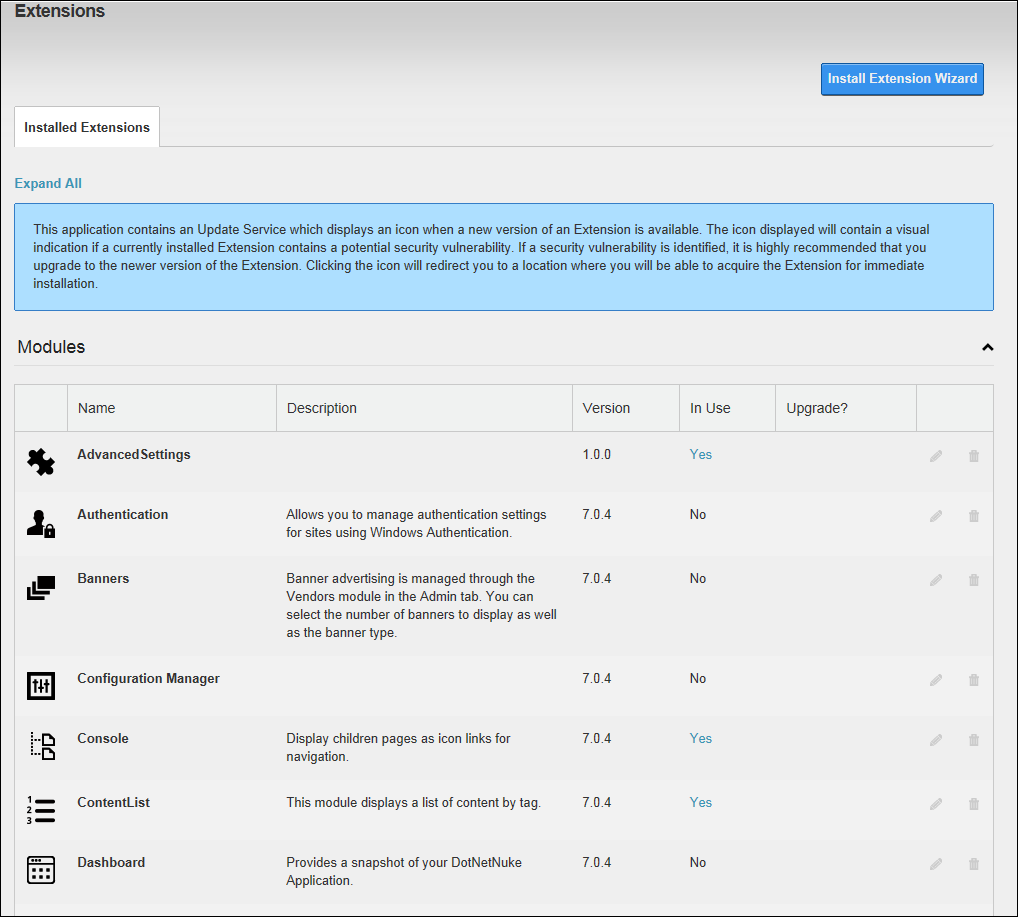 Extensions
Install Extension Wizard
Installed Extensions
Expand All
This application contains an Update Service which displays an icon when a new version of an Extension is available. The icon displayed will contain a visual
indication if a currently installed Extension contains a potential security vulnerability. If a security vulnerability is identified, it is highly recommended that you
upgrade to the newer version of the Extension. Clicking the icon will redirect you to a location where you will be able to acquire the Extension for immediate
installation.
Modules
Name Description Version In Use Upgrade?
AdvancedSettings 1.0.0 Yes
Authentication Allows you to manage authentication settings 7.0.4 No
for sites using Windows Authentication.
Banners Banner advertising is managed through the 7.0.4 No
Vendors module in the Admin tab. You can
select the number of banners to display as well
as the banner type.
Configuration Manager 7.0.4 No
Console Display children pages as icon links for 7.0.4 Yes
navigation.
1
2
3
ContentList This module displays a list of content by tag. 7.0.4 Yes
Dashboard Provides a snapshot of your DotNetNuke 7.0.4 No
Application.